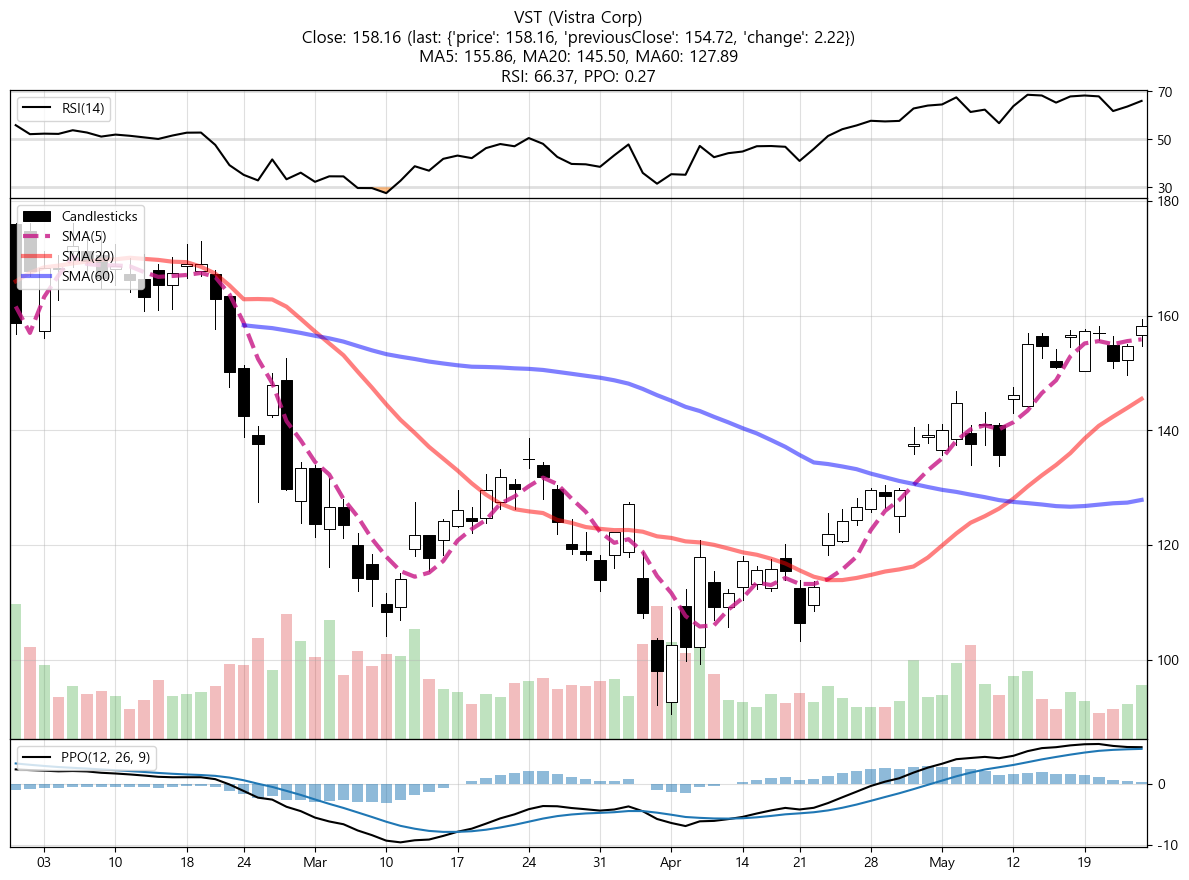 VST (Vistra Corp)
Close: 158.16 (last: {'price': 158.16, 'previousClose': 154.72, 'change': 2.22})
MA5: 155.86, MA20: 145.50, MA60: 127.89
RSI: 66.37, PPO: 0.27
RSI(14)
70
50
30
Candlesticks
SMA(5)
SMA(20)
SMA(60)
180
160
140
120
100
PPO(12, 26, 9)
0
-10
03 10 18 24 Mar 10 17 24 31 Apr 14 21 28 May 12 19